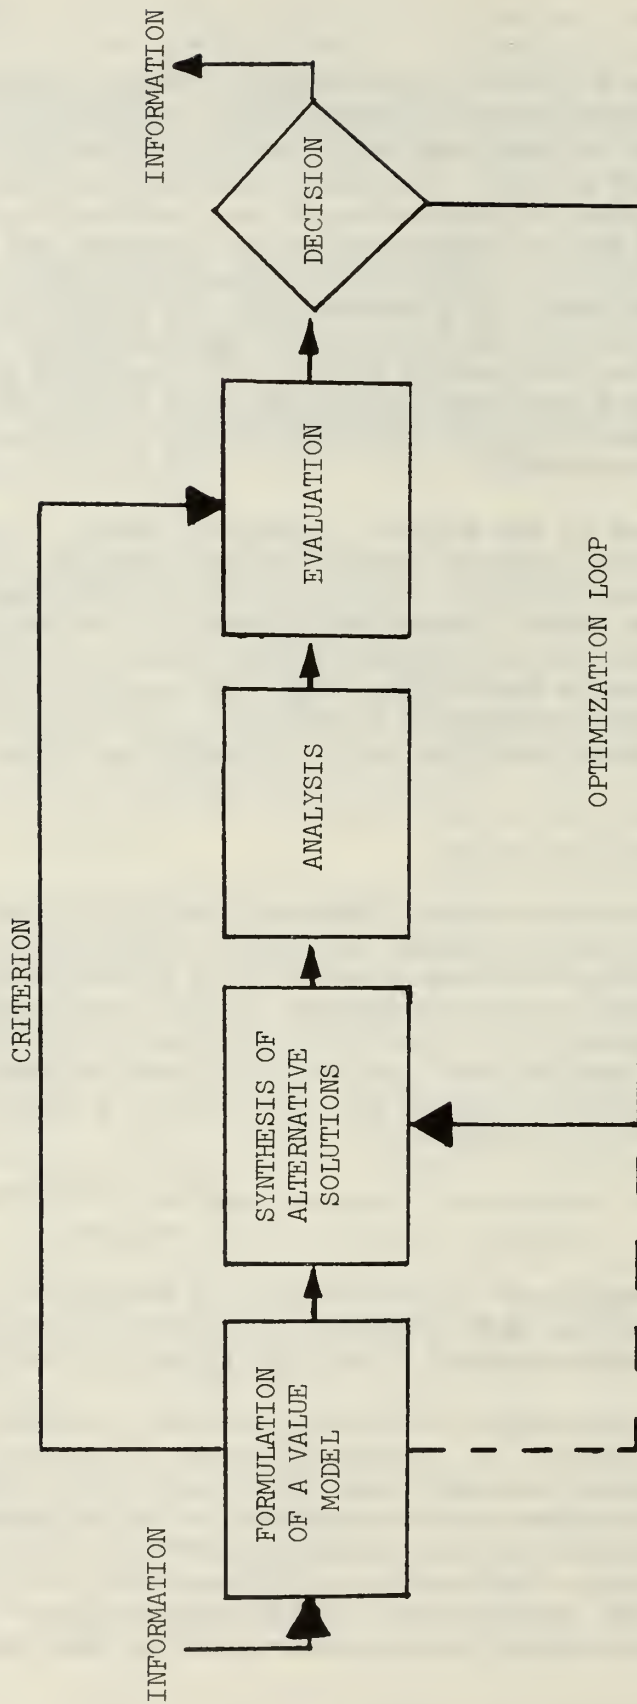 INFORMATION
FORMULATION
OF A VALUE
MODEL
CRITERION
SYNTHESIS OF
ALTERNATIVE
SOLUTIONS
ANALYSIS
EVALUATION
DECISION
INFORMATION
OPTIMIZATION LOOP